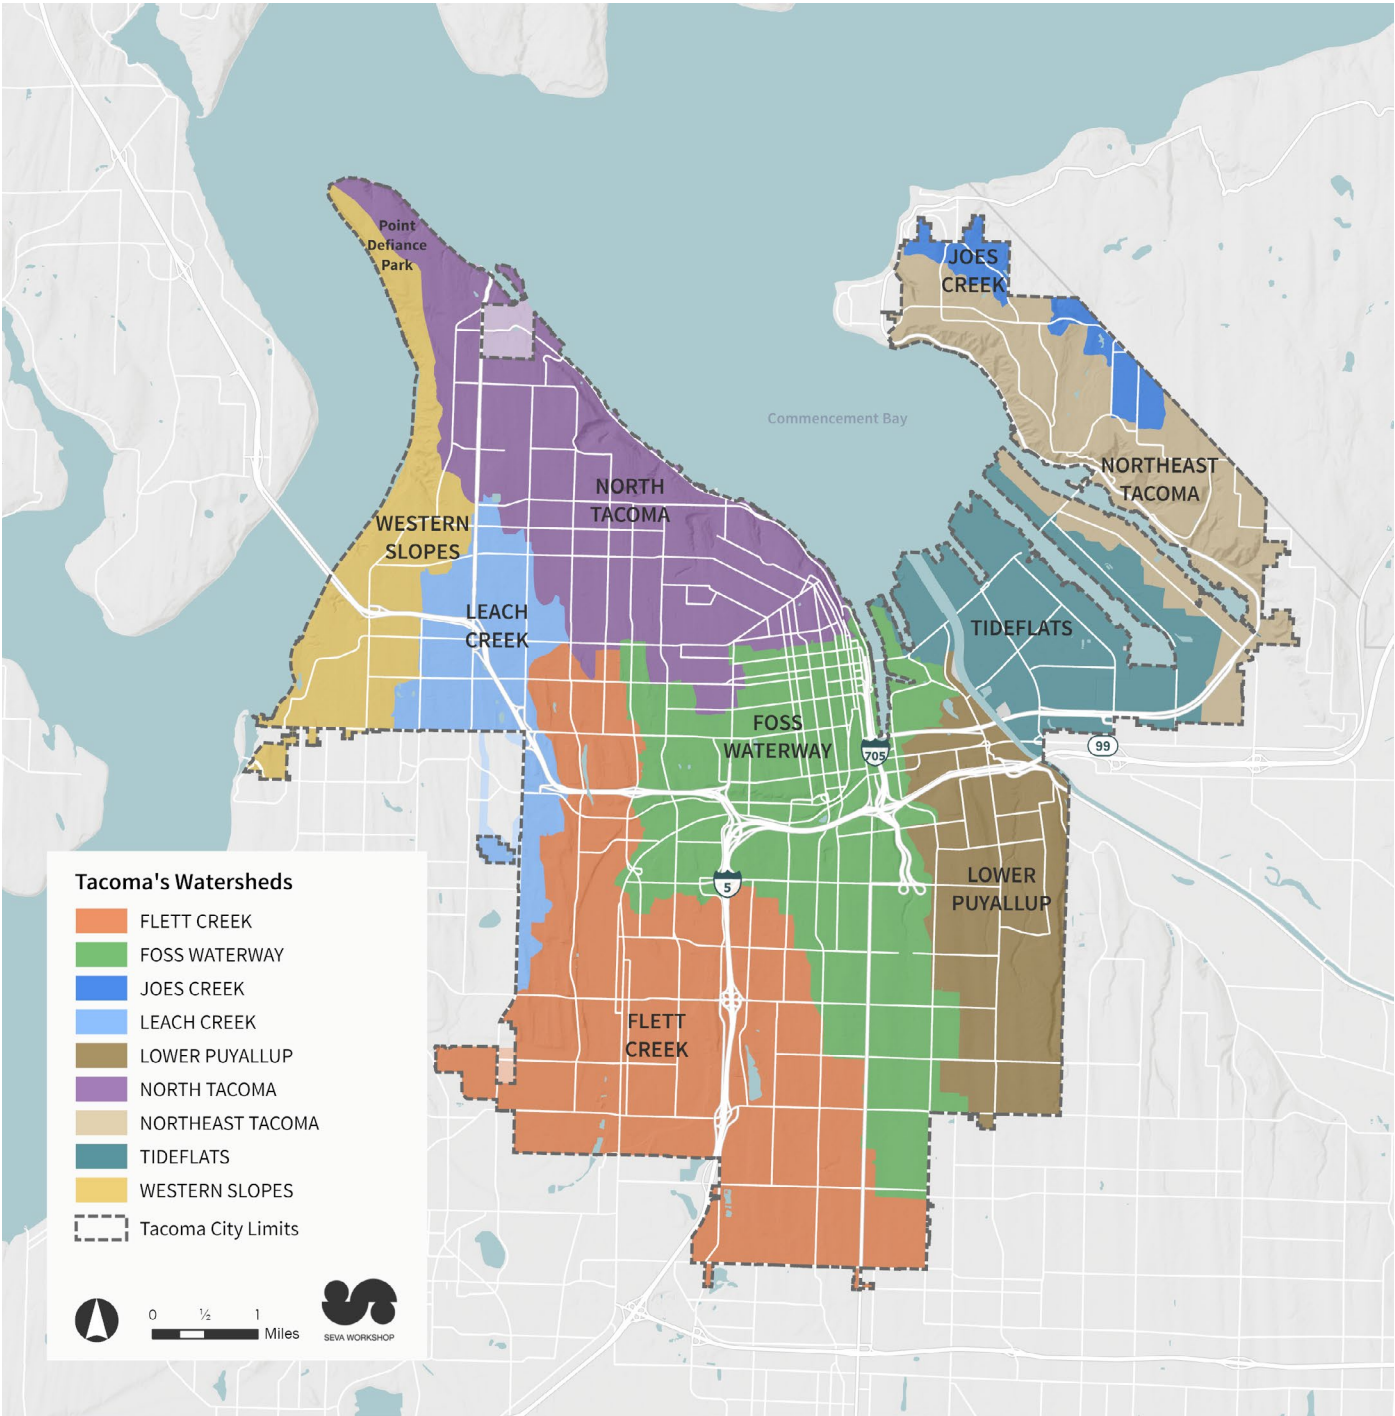 Point
Defiance
Park
JOES
CREEK
Commencement Bay
NORTHEAST
TACOMA
NORTH
TACOMA
WESTERN
SLOPES
LEACH
CREEK
TIDEFLATS
FOSS
WATERWAY
705
99
5
LOWER
PUYALLUP
FLETT
CREEK
Tacoma's Watersheds
FLETT CREEK
FOSS WATERWAY
JOES CREEK
LEACH CREEK
LOWER PUYALLUP
NORTH TACOMA
NORTHEAST TACOMA
TIDEFLATS
WESTERN SLOPES
Tacoma City Limits
0 ½ 1
Miles
SEVA WORKSHOP